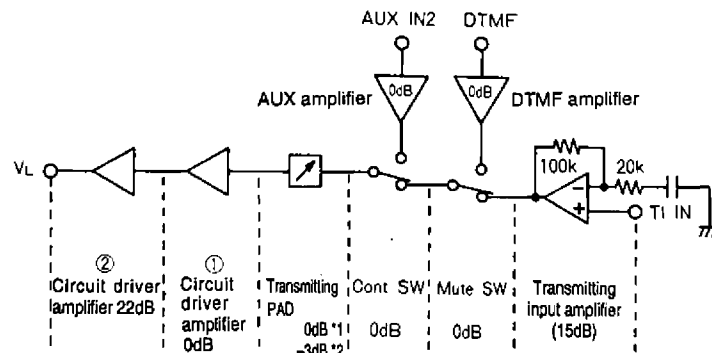 AUX IN2
DTMF
0dB
0dB
AUX amplifier
DTMF amplifier
VL
100k
20k
−
+
TI IN
②
Circuit driver
amplifier 22dB
①
Circuit
driver
amplifier
0dB
Transmitting
PAD
0dB *1
−3dB *2
Cont SW
0dB
Mute SW
0dB
Transmitting
input amplifier
(15dB)